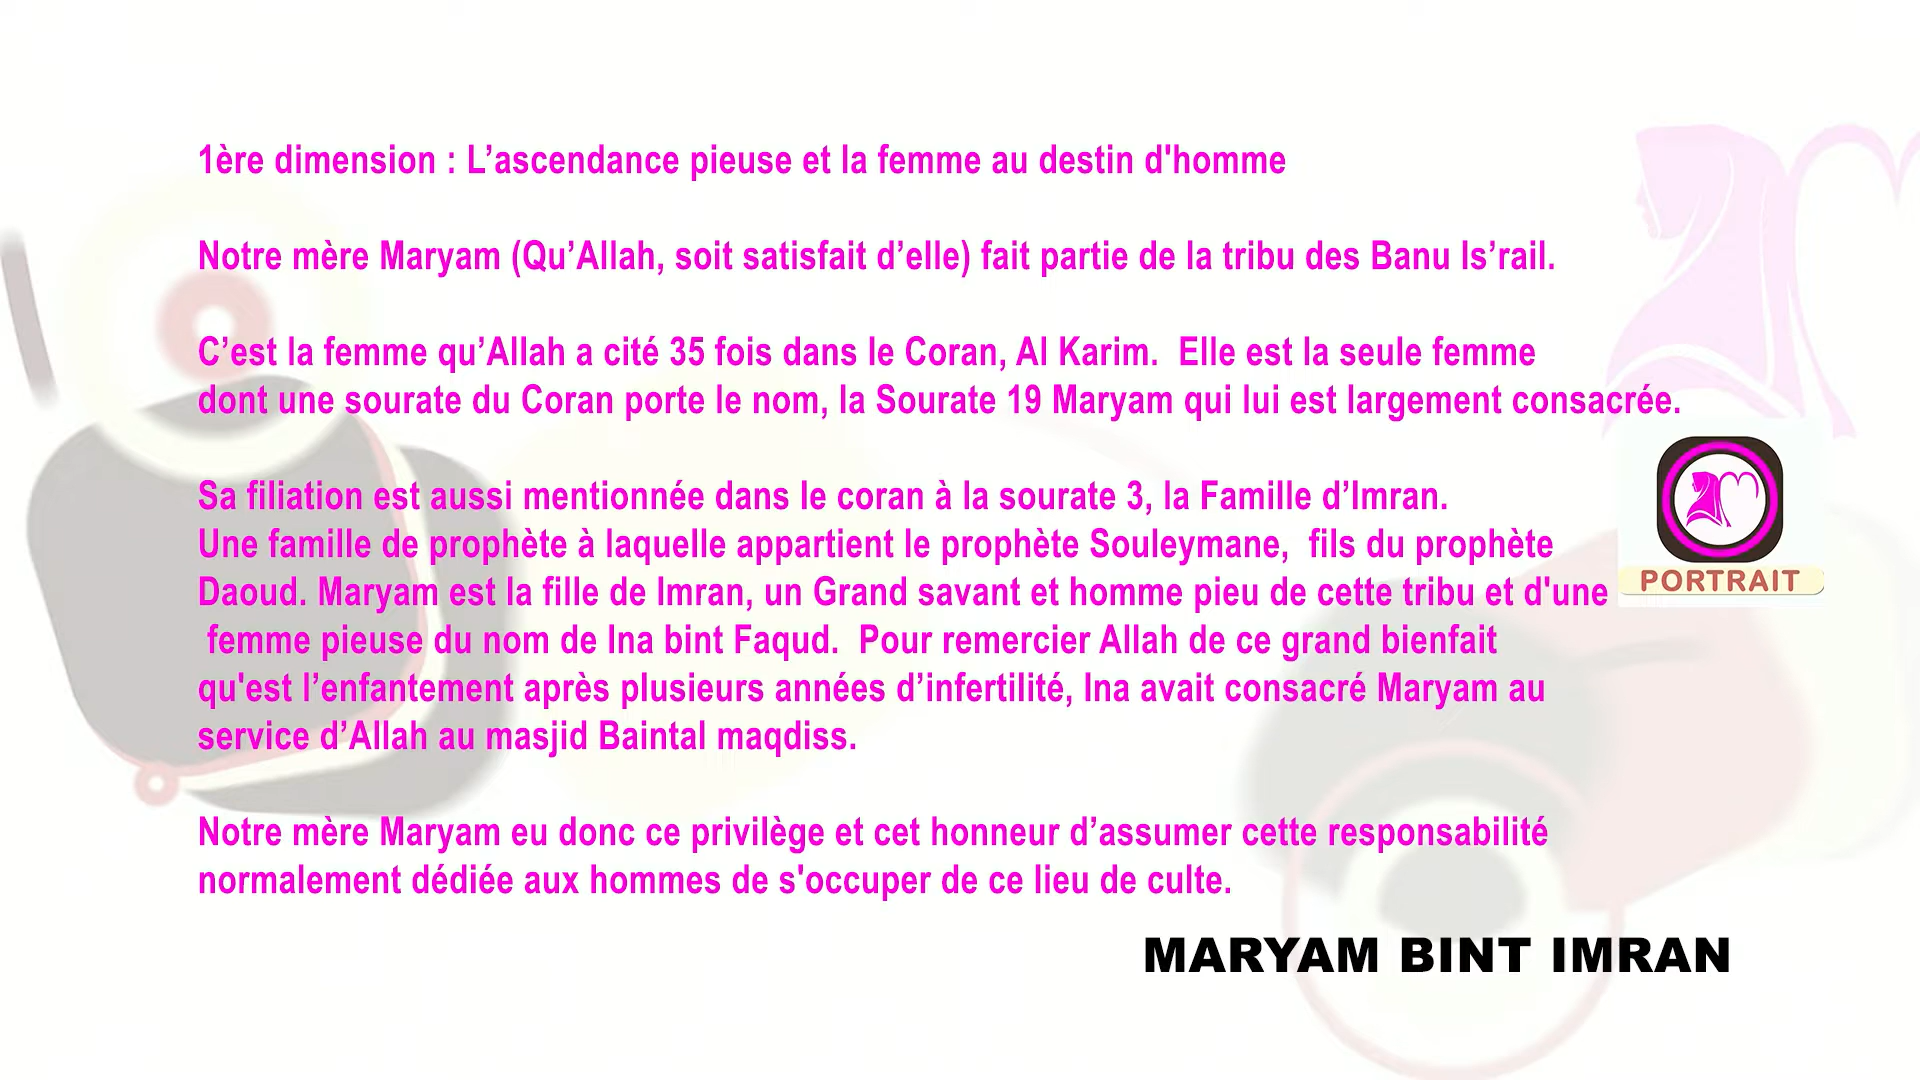 1ère dimension : L’ascendance pieuse et la femme au destin d'homme
Notre mère Maryam (Qu’Allah, soit satisfait d’elle) fait partie de la tribu des Banu Is’rail.
C’est la femme qu’Allah a cité 35 fois dans le Coran, Al Karim.  Elle est la seule femme
dont une sourate du Coran porte le nom, la Sourate 19 Maryam qui lui est largement consacrée.
Sa filiation est aussi mentionnée dans le coran à la sourate 3, la Famille d’Imran.
Une famille de prophète à laquelle appartient le prophète Souleymane,  fils du prophète
Daoud. Maryam est la fille de Imran, un Grand savant et homme pieu de cette tribu et d'une
femme pieuse du nom de Ina bint Faqud.  Pour remercier Allah de ce grand bienfait
qu'est l’enfantement après plusieurs années d’infertilité, Ina avait consacré Maryam au
service d’Allah au masjid Baintal maqdiss.
Notre mère Maryam eu donc ce privilège et cet honneur d’assumer cette responsabilité
normalement dédiée aux hommes de s'occuper de ce lieu de culte.
PORTRAIT
MARYAM BINT IMRAN